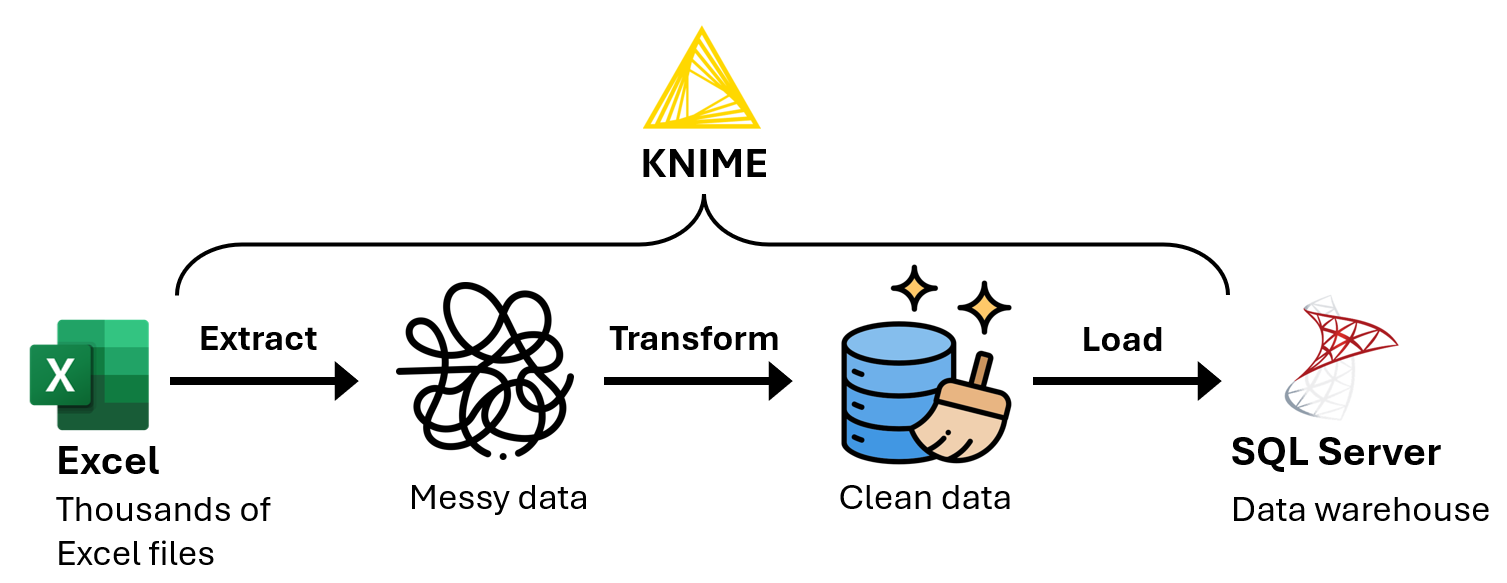 KNIME
Extract
Transform
Load
X
Excel
Thousands of
Excel files
Messy data
Clean data
SQL Server
Data warehouse